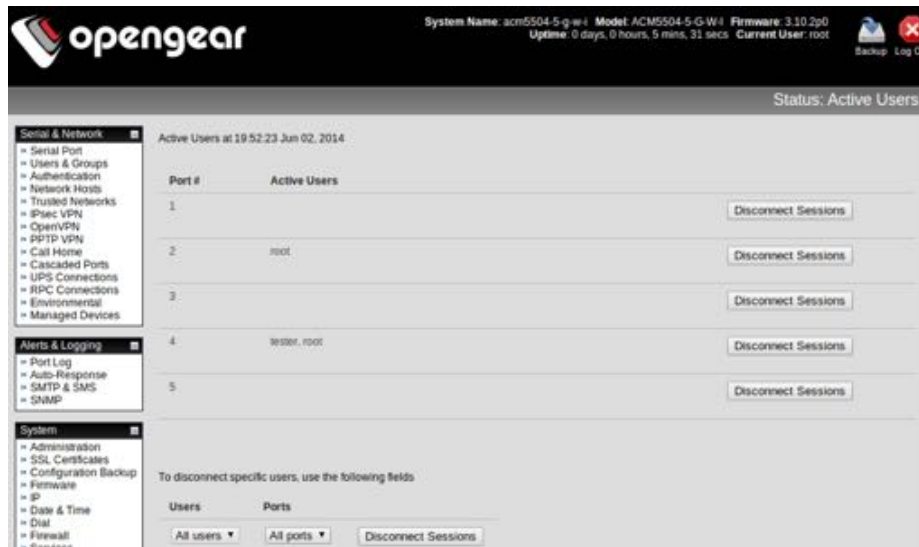 opengear
System Name: acm5504-5-g-w-i Model: ACM5504-5-G-W-I Firmware: 3.10.2p0
Uptime: 0 days, 0 hours, 5 mins, 31 secs Current User: root
Backup
Log
Status: Active Users
Serial & Network
» Serial Port
» Users & Groups
» Authentication
» Network Hosts
» Trusted Networks
» IPsec VPN
» OpenVPN
» PPTP VPN
» Call Home
» Cascaded Ports
» UPS Connections
» RPC Connections
» Environmental
» Managed Devices
Alerts & Logging
» Port Log
» Auto-Response
» SMTP & SMS
» SNMP
System
» Administration
» SSL Certificates
» Configuration Backup
» Firmware
» IP
» Date & Time
» Dial
» Firewall
» Services
Active Users at 19:52:23 Jun 02, 2014
Port # Active Users
1 Disconnect Sessions
2 root Disconnect Sessions
3 Disconnect Sessions
4 tester, root Disconnect Sessions
5 Disconnect Sessions
To disconnect specific users, use the following fields
Users Ports
All users All ports Disconnect Sessions